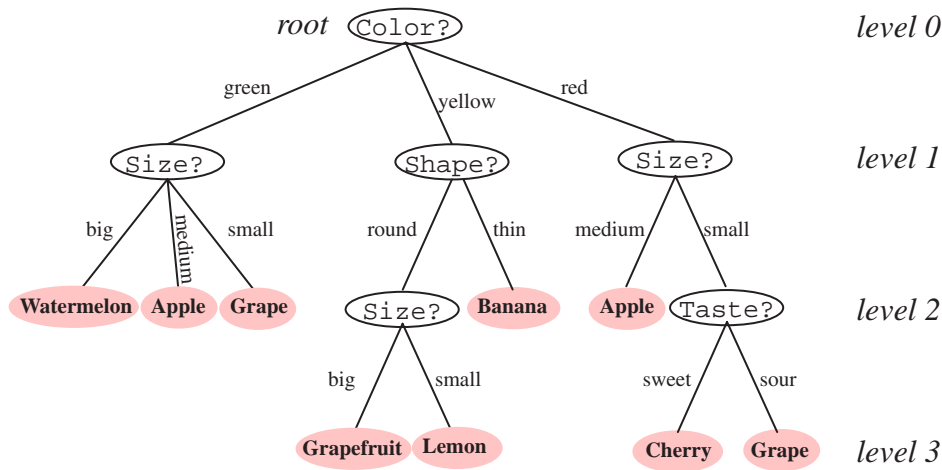 root Color? level 0
green yellow red
Size? Shape? Size? level 1
big medium small round thin medium small
Watermelon Apple Grape Size? Banana Apple Taste? level 2
big small sweet sour
Grapefruit Lemon Cherry Grape level 3